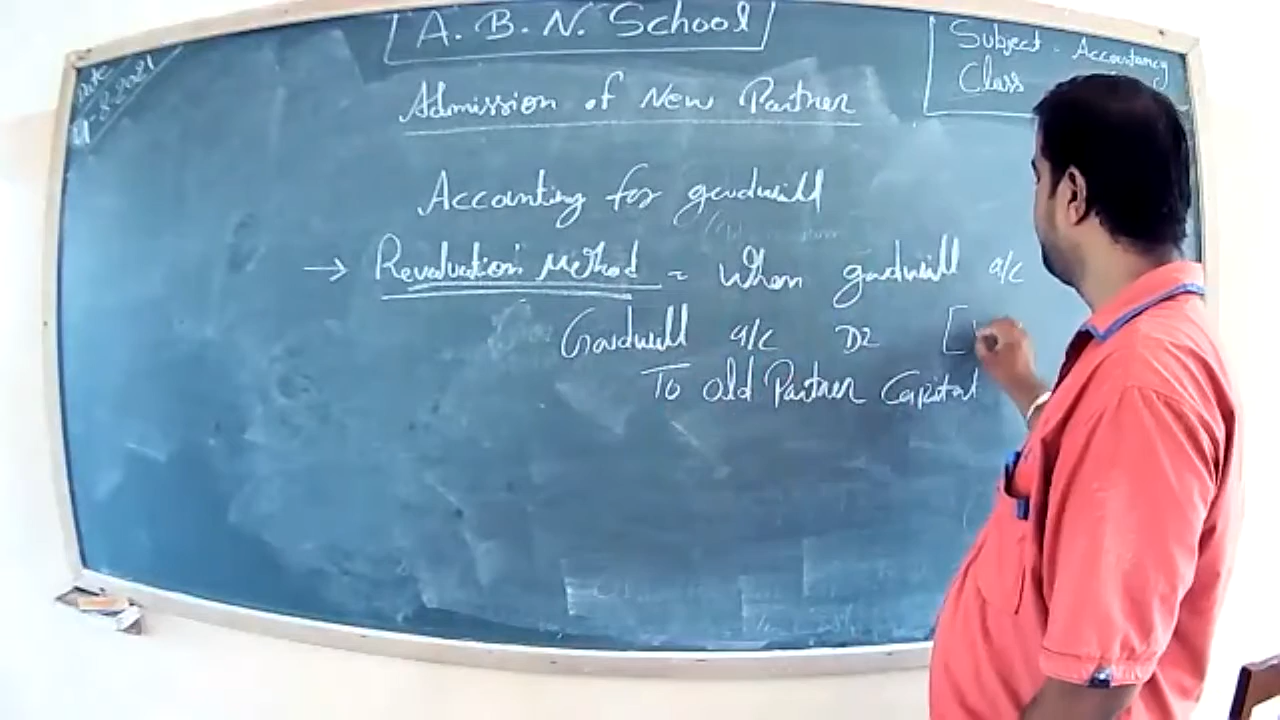 A. B. N. School
Date
Subject - Accountancy
Class
Admission of New Partner
Accounting for goodwill
→ Revaluation Method = When goodwill a/c
Goodwill a/c Dr [
To Old Partner Capital